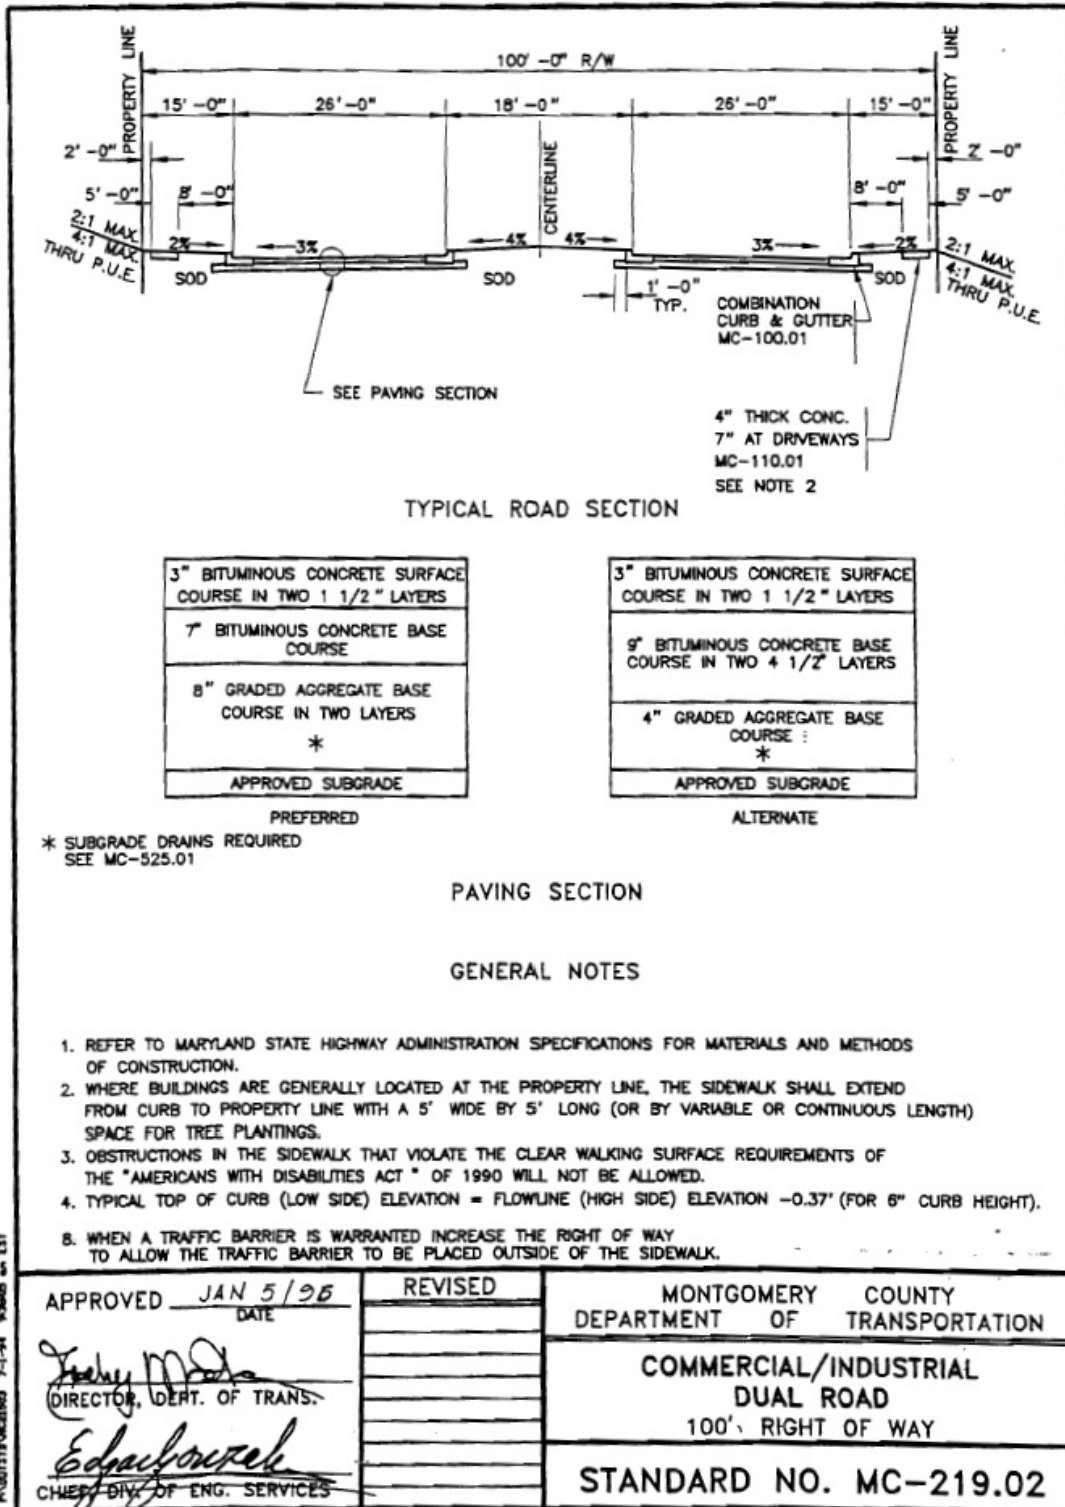 100' -0" R/W
PROPERTY LINE
PROPERTY LINE
15' -0"
26' -0"
18' -0"
26' -0"
15' -0"
2' -0"
2' -0"
CENTERLINE
5' -0"
8' -0"
8' -0"
5' -0"
2:1 MAX.
4:1 MAX.
THRU P.U.E.
2%
3%
4%
4%
3%
2%
2:1 MAX.
4:1 MAX.
THRU P.U.E.
SOD
SOD
SOD
1' -0"
TYP.
COMBINATION
CURB & GUTTER
MC-100.01
SEE PAVING SECTION
4" THICK CONC.
7" AT DRIVEWAYS
MC-110.01
SEE NOTE 2
TYPICAL ROAD SECTION
3" BITUMINOUS CONCRETE SURFACE
COURSE IN TWO 1 1/2" LAYERS
7" BITUMINOUS CONCRETE BASE
COURSE
8" GRADED AGGREGATE BASE
COURSE IN TWO LAYERS
*
APPROVED SUBGRADE
PREFERRED
3" BITUMINOUS CONCRETE SURFACE
COURSE IN TWO 1 1/2" LAYERS
9" BITUMINOUS CONCRETE BASE
COURSE IN TWO 4 1/2" LAYERS
4" GRADED AGGREGATE BASE
COURSE
*
APPROVED SUBGRADE
ALTERNATE
* SUBGRADE DRAINS REQUIRED
SEE MC-525.01
PAVING SECTION
GENERAL NOTES
1. REFER TO MARYLAND STATE HIGHWAY ADMINISTRATION SPECIFICATIONS FOR MATERIALS AND METHODS
OF CONSTRUCTION.
2. WHERE BUILDINGS ARE GENERALLY LOCATED AT THE PROPERTY LINE, THE SIDEWALK SHALL EXTEND
FROM CURB TO PROPERTY LINE WITH A 5' WIDE BY 5' LONG (OR BY VARIABLE OR CONTINUOUS LENGTH)
SPACE FOR TREE PLANTINGS.
3. OBSTRUCTIONS IN THE SIDEWALK THAT VIOLATE THE CLEAR WALKING SURFACE REQUIREMENTS OF
THE "AMERICANS WITH DISABILITIES ACT " OF 1990 WILL NOT BE ALLOWED.
4. TYPICAL TOP OF CURB (LOW SIDE) ELEVATION = FLOWLINE (HIGH SIDE) ELEVATION -0.37' (FOR 6" CURB HEIGHT).
8. WHEN A TRAFFIC BARRIER IS WARRANTED INCREASE THE RIGHT OF WAY
TO ALLOW THE TRAFFIC BARRIER TO BE PLACED OUTSIDE OF THE SIDEWALK.
APPROVED JAN 5/96
DATE
DIRECTOR, DEPT. OF TRANS.
CHIEF, DIV. OF ENG. SERVICES
REVISED
MONTGOMERY COUNTY
DEPARTMENT OF TRANSPORTATION
COMMERCIAL/INDUSTRIAL
DUAL ROAD
100' RIGHT OF WAY
STANDARD NO. MC-219.02